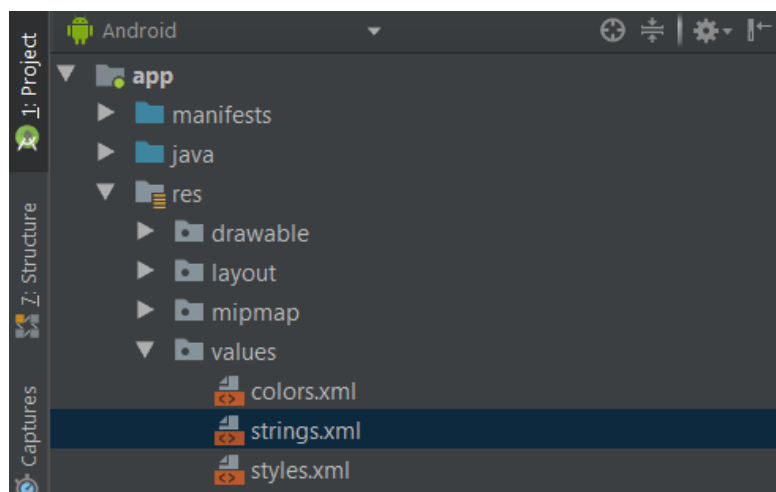 Android
app
manifests
java
res
drawable
layout
mipmap
values
colors.xml
strings.xml
styles.xml
1: Project
7: Structure
Captures